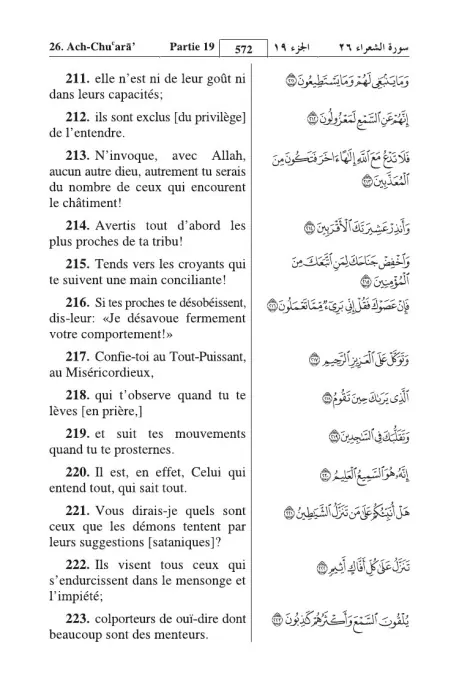 26. Ach-Chuʿarā’ Partie 19 572 الجزء ١٩ سورة الشعراء ٢٦
211. elle n’est ni de leur goût ni
dans leurs capacités;
وَمَا يَنۢبَغِى لَهُمْ وَمَا يَسْتَطِيعُونَ ٢١١
212. ils sont exclus [du privilège]
de l’entendre.
إِنَّهُمْ عَنِ ٱلسَّمْعِ لَمَعْزُولُونَ ٢١٢
213. N’invoque, avec Allah,
aucun autre dieu, autrement tu serais
du nombre de ceux qui encourent
le châtiment!
فَلَا تَدْعُ مَعَ ٱللَّهِ إِلَٰهًا ءَاخَرَ فَتَكُونَ مِنَ
ٱلْمُعَذَّبِينَ ٢١٣
214. Avertis tout d’abord les
plus proches de ta tribu!
وَأَنذِرْ عَشِيرَتَكَ ٱلْأَقْرَبِينَ ٢١٤
215. Tends vers les croyants qui
te suivent une main conciliante!
وَٱخْفِضْ جَنَاحَكَ لِمَنِ ٱتَّبَعَكَ مِنَ
ٱلْمُؤْمِنِينَ ٢١٥
216. Si tes proches te désobéissent,
dis-leur: «Je désavoue fermement
votre comportement!»
فَإِنْ عَصَوْكَ فَقُلْ إِنِّى بَرِىٓءٌ مِّمَّا تَعْمَلُونَ ٢١٦
217. Confie-toi au Tout-Puissant,
au Miséricordieux,
وَتَوَكَّلْ عَلَى ٱلْعَزِيزِ ٱلرَّحِيمِ ٢١٧
218. qui t’observe quand tu te
lèves [en prière,]
ٱلَّذِى يَرَىٰكَ حِينَ تَقُومُ ٢١٨
219. et suit tes mouvements
quand tu te prosternes.
وَتَقَلُّبَكَ فِى ٱلسَّٰجِدِينَ ٢١٩
220. Il est, en effet, Celui qui
entend tout, qui sait tout.
إِنَّهُۥ هُوَ ٱلسَّمِيعُ ٱلْعَلِيمُ ٢٢٠
221. Vous dirais-je quels sont
ceux que les démons tentent par
leurs suggestions [sataniques]?
هَلْ أُنَبِّئُكُمْ عَلَىٰ مَن تَنَزَّلُ ٱلشَّيَٰطِينُ ٢٢١
222. Ils visent tous ceux qui
s’endurcissent dans le mensonge et
l’impiété;
تَنَزَّلُ عَلَىٰ كُلِّ أَفَّاكٍ أَثِيمٍ ٢٢٢
223. colporteurs de ouï-dire dont
beaucoup sont des menteurs.
يُلْقُونَ ٱلسَّمْعَ وَأَكْثَرُهُمْ كَٰذِبُونَ ٢٢٣